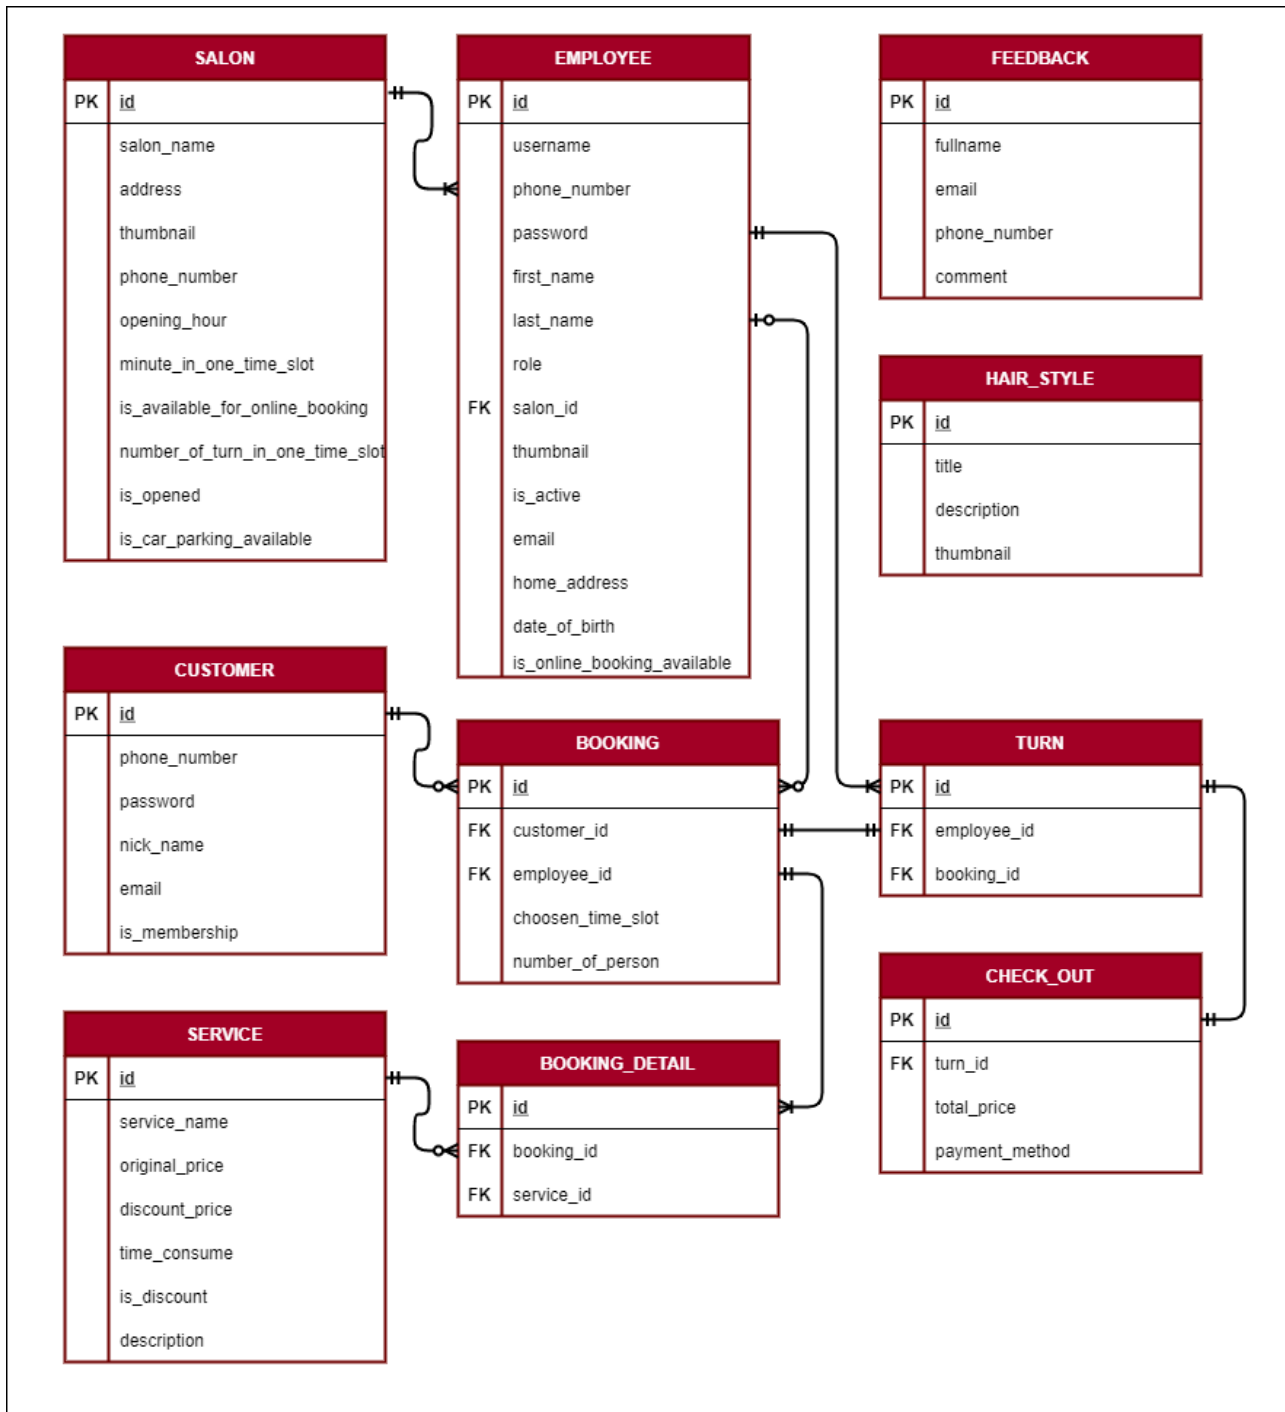 SALON
PK id
salon_name
address
thumbnail
phone_number
opening_hour
minute_in_one_time_slot
is_available_for_online_booking
number_of_turn_in_one_time_slot
is_opened
is_car_parking_available
EMPLOYEE
PK id
username
phone_number
password
first_name
last_name
role
FK salon_id
thumbnail
is_active
email
home_address
date_of_birth
is_online_booking_available
FEEDBACK
PK id
fullname
email
phone_number
comment
HAIR_STYLE
PK id
title
description
thumbnail
CUSTOMER
PK id
phone_number
password
nick_name
email
is_membership
BOOKING
PK id
FK customer_id
FK employee_id
choosen_time_slot
number_of_person
TURN
PK id
FK employee_id
FK booking_id
CHECK_OUT
PK id
FK turn_id
total_price
payment_method
SERVICE
PK id
service_name
original_price
discount_price
time_consume
is_discount
description
BOOKING_DETAIL
PK id
FK booking_id
FK service_id